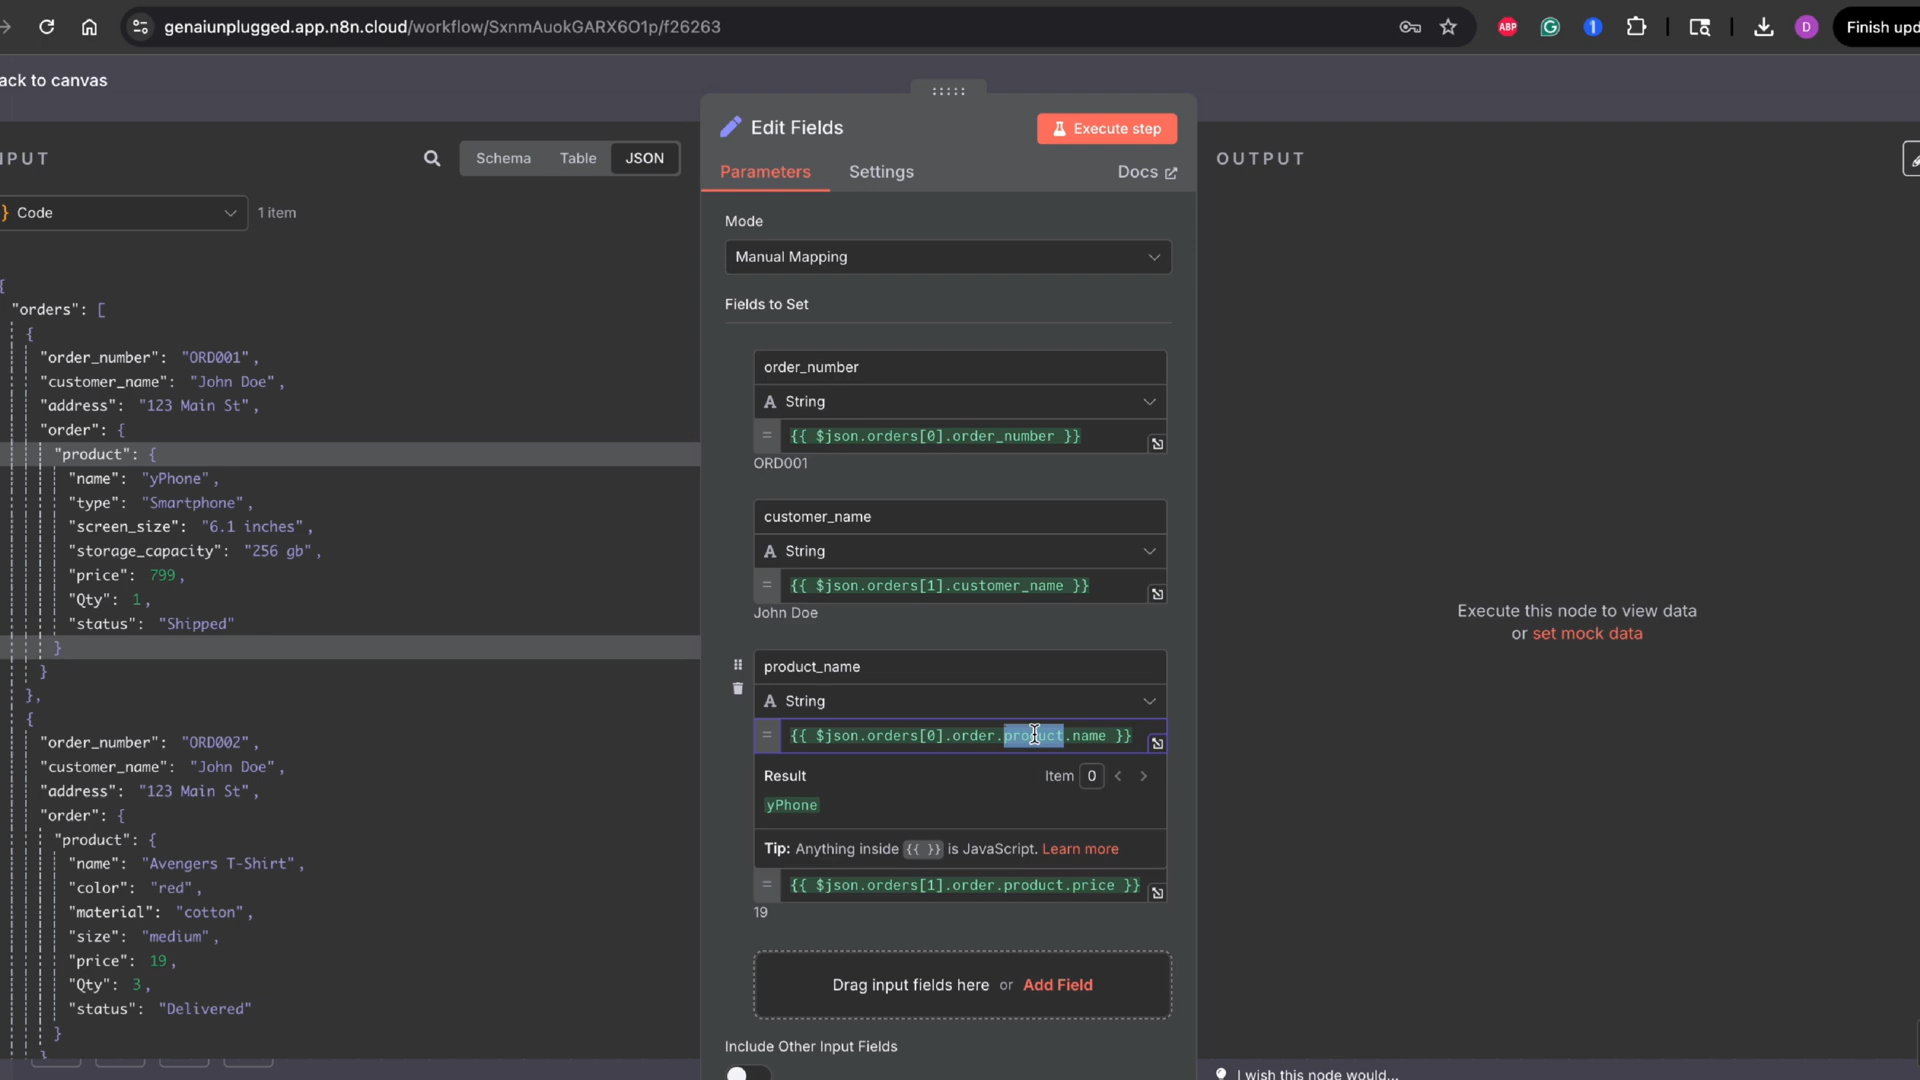 genaiunplugged.app.n8n.cloud/workflow/SxnmAuokGARX6O1p/f26263
ABP
D
Finish upd
ack to canvas
NPUT
Schema
Table
JSON
} Code
1 item
{
"orders": [
{
"order_number": "ORD001",
"customer_name": "John Doe",
"address": "123 Main St",
"order": {
"product": {
"name": "yPhone",
"type": "Smartphone",
"screen_size": "6.1 inches",
"storage_capacity": "256 gb",
"price": 799,
"Qty": 1,
"status": "Shipped"
}
}
},
{
"order_number": "ORD002",
"customer_name": "John Doe",
"address": "123 Main St",
"order": {
"product": {
"name": "Avengers T-Shirt",
"color": "red",
"material": "cotton",
"size": "medium",
"price": 19,
"Qty": 3,
"status": "Delivered"
}
}
Edit Fields
Execute step
Parameters
Settings
Docs
Mode
Manual Mapping
Fields to Set
order_number
A String
= {{ $json.orders[0].order_number }}
ORD001
customer_name
A String
= {{ $json.orders[1].customer_name }}
John Doe
product_name
A String
= {{ $json.orders[0].order.product.name }}
Result
Item 0 < >
yPhone
Tip: Anything inside {{ }} is JavaScript. Learn more
= {{ $json.orders[1].order.product.price }}
19
Drag input fields here or Add Field
Include Other Input Fields
OUTPUT
Execute this node to view data
or set mock data
I wish this node would...